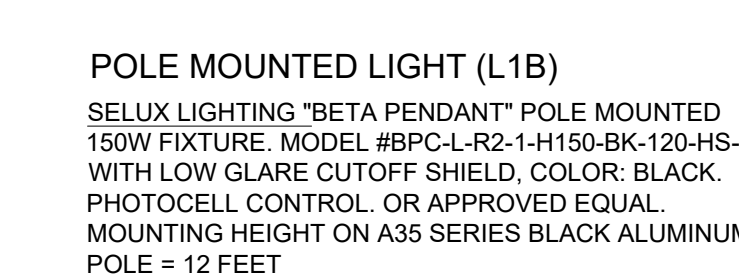 POLE MOUNTED LIGHT (L1B)
SELUX LIGHTING "BETA PENDANT" POLE MOUNTED
150W FIXTURE. MODEL #BPC-L-R2-1-H150-BK-120-HS-
WITH LOW GLARE CUTOFF SHIELD, COLOR: BLACK.
PHOTOCELL CONTROL. OR APPROVED EQUAL.
MOUNTING HEIGHT ON A35 SERIES BLACK ALUMINUM
POLE = 12 FEET